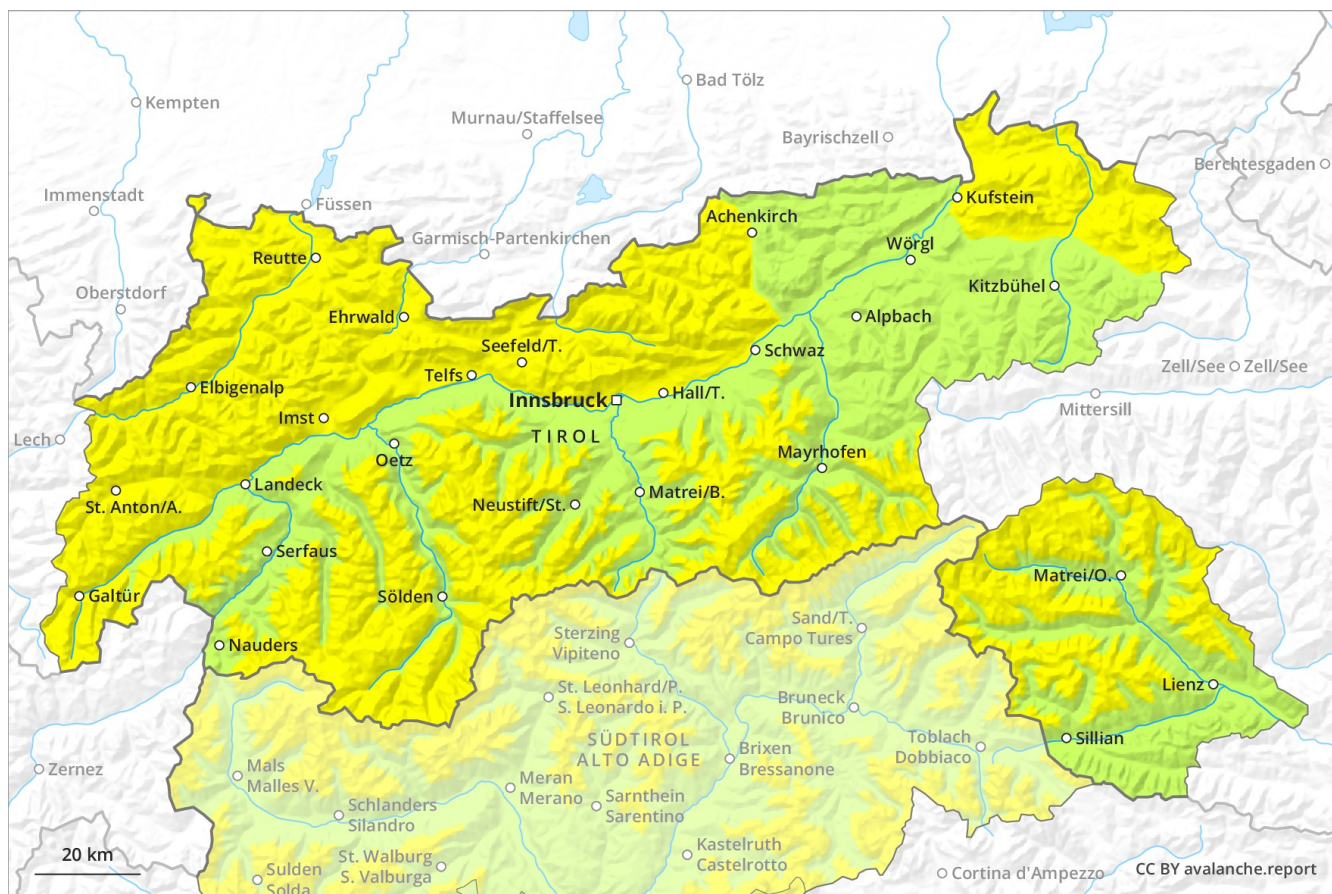 Bad Tölz
Kempten
Murnau/Staffelsee
Bayrischzell
Berchtesgaden
Immenstadt
Füssen
Kufstein
Achenkirch
Garmisch-Partenkirchen
Wörgl
Reutte
Kitzbühel
Oberstdorf
Ehrwald
Alpbach
Seefeld/T.
Schwaz
Zell/See
Zell/See
Telfs
Elbigenalp
Hall/T.
Innsbruck
Mittersill
Imst
Lech
TIROL
Oetz
Mayrhofen
Landeck
St. Anton/A.
Neustift/St.
Matrei/B.
Serfaus
Matrei/O.
Galtür
Sölden
Sand/T.
Campo Tures
Sterzing
Vipiteno
Nauders
Lienz
St. Leonhard/P.
S. Leonardo i. P.
Bruneck
Brunico
SÜDTIROL
ALTO ADIGE
Toblach
Dobbiaco
Sillian
Brixen
Bressanone
Zernez
Mals
Malles V.
Meran
Merano
Sarnthein
Sarentino
Schlanders
Silandro
20 km
St. Walburg
S. Valburga
Kastelruth
Castelrotto
Sulden
Solda
Cortina d'Ampezzo
CC BY avalanche.report